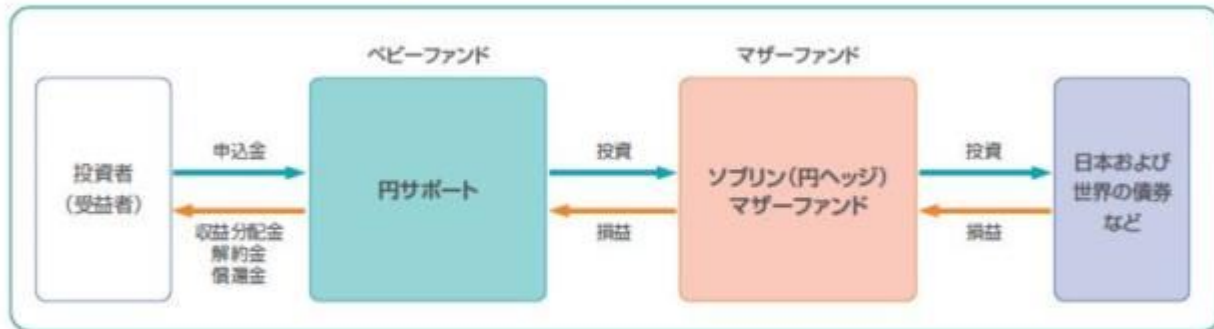 ベビーファンド
マザーファンド
投資者
（受益者）
申込金
収益分配金
解約金
償還金
円サポート
投資
損益
ソブリン（円ヘッジ）
マザーファンド
投資
損益
日本および
世界の債券
など